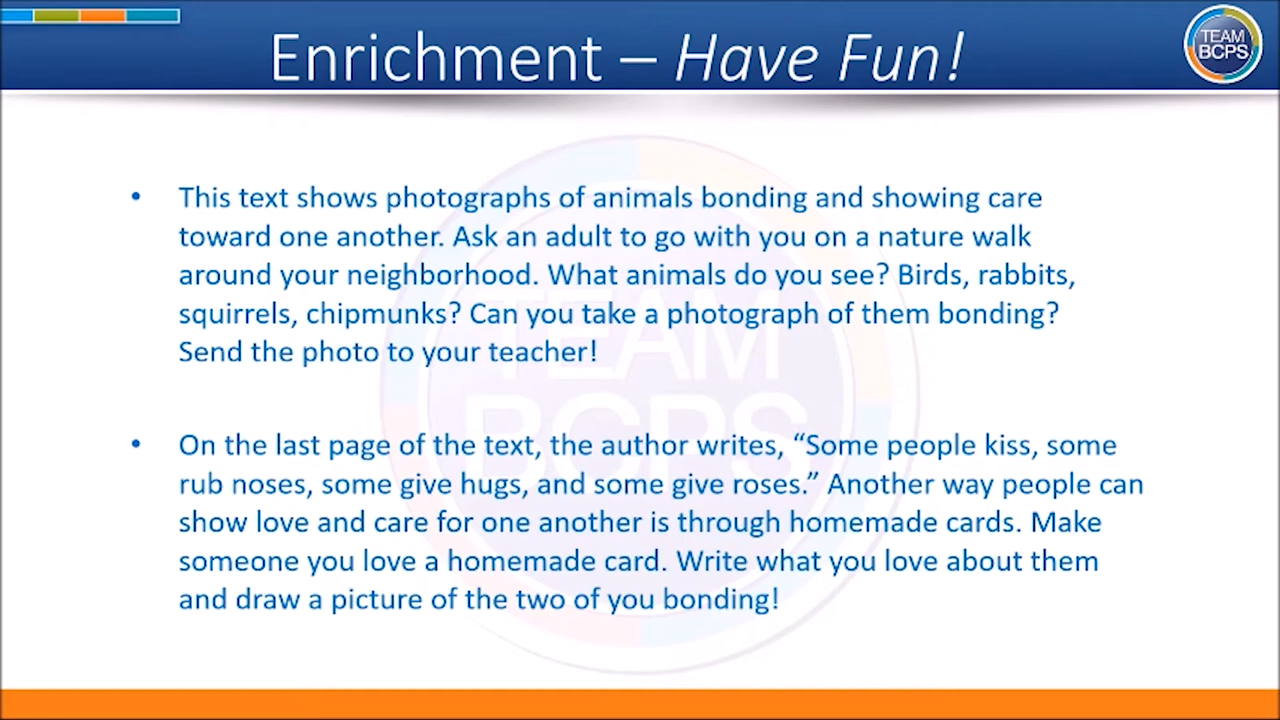 Enrichment – Have Fun!
TEAM
BCPS
• This text shows photographs of animals bonding and showing care
toward one another. Ask an adult to go with you on a nature walk
around your neighborhood. What animals do you see? Birds, rabbits,
squirrels, chipmunks? Can you take a photograph of them bonding?
Send the photo to your teacher!
• On the last page of the text, the author writes, “Some people kiss, some
rub noses, some give hugs, and some give roses.” Another way people can
show love and care for one another is through homemade cards. Make
someone you love a homemade card. Write what you love about them
and draw a picture of the two of you bonding!
TEAM
BCPS